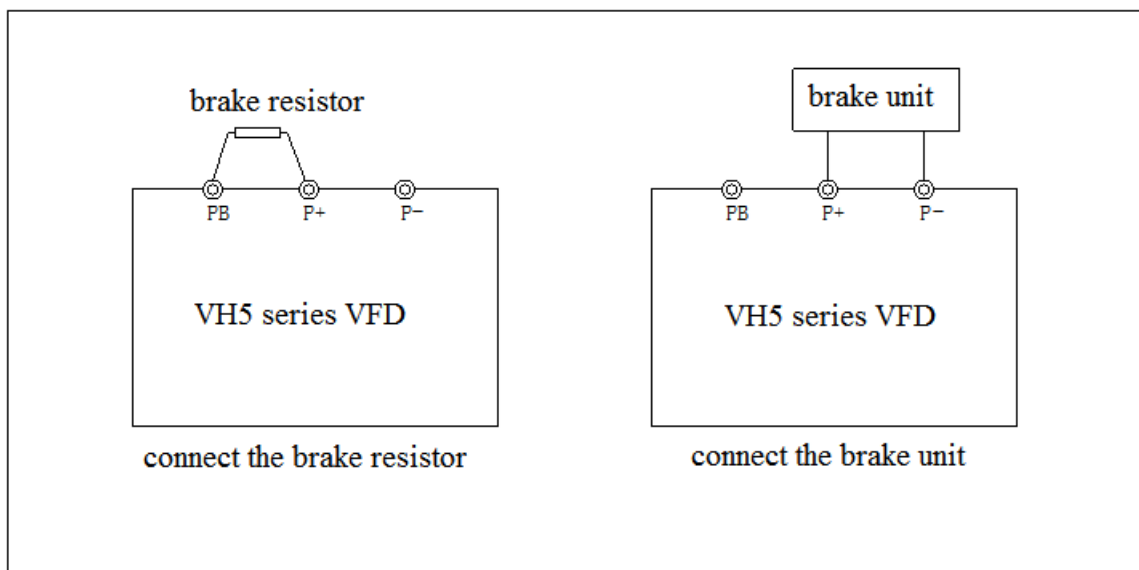 brake resistor
PB P+ P-
VH5 series VFD
connect the brake resistor
brake unit
PB P+ P-
VH5 series VFD
connect the brake unit